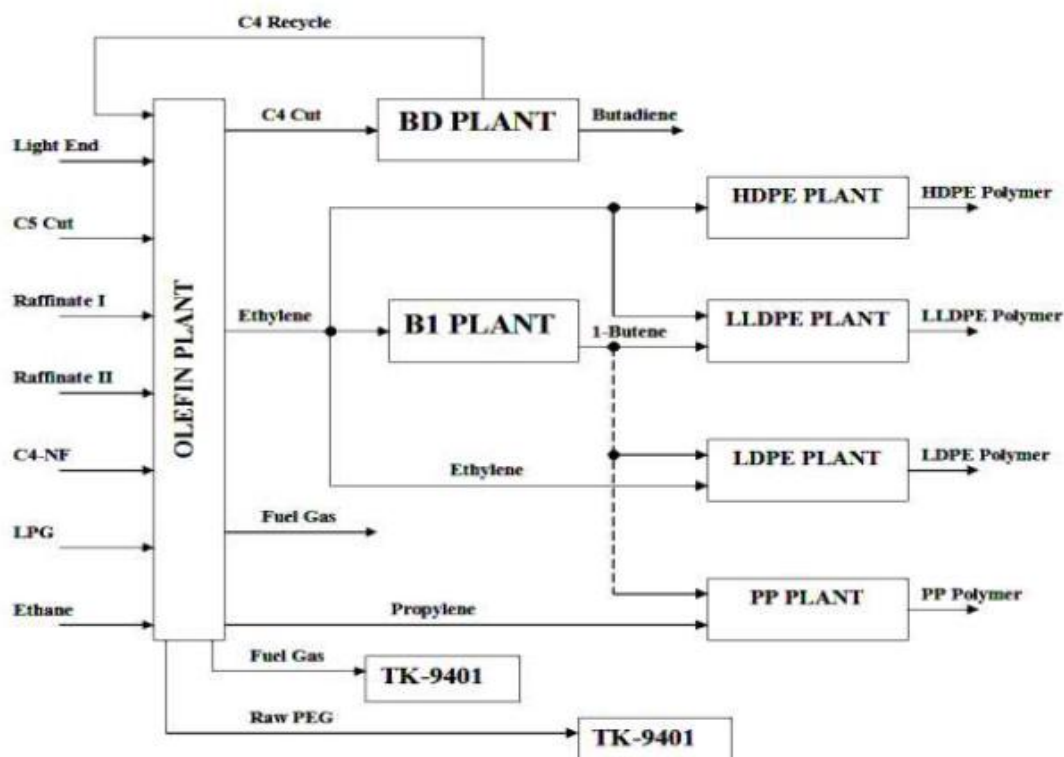 C4 Recycle
C4 Cut
BD PLANT
Butadiene
Light End
HDPE PLANT
HDPE Polymer
C5 Cut
OLEFIN PLANT
Raffinate I
Ethylene
B1 PLANT
1-Butene
LLDPE PLANT
LLDPE Polymer
Raffinate II
C4-NF
Ethylene
LDPE PLANT
LDPE Polymer
LPG
Fuel Gas
Ethane
Propylene
PP PLANT
PP Polymer
Fuel Gas
TK-9401
Raw PEG
TK-9401